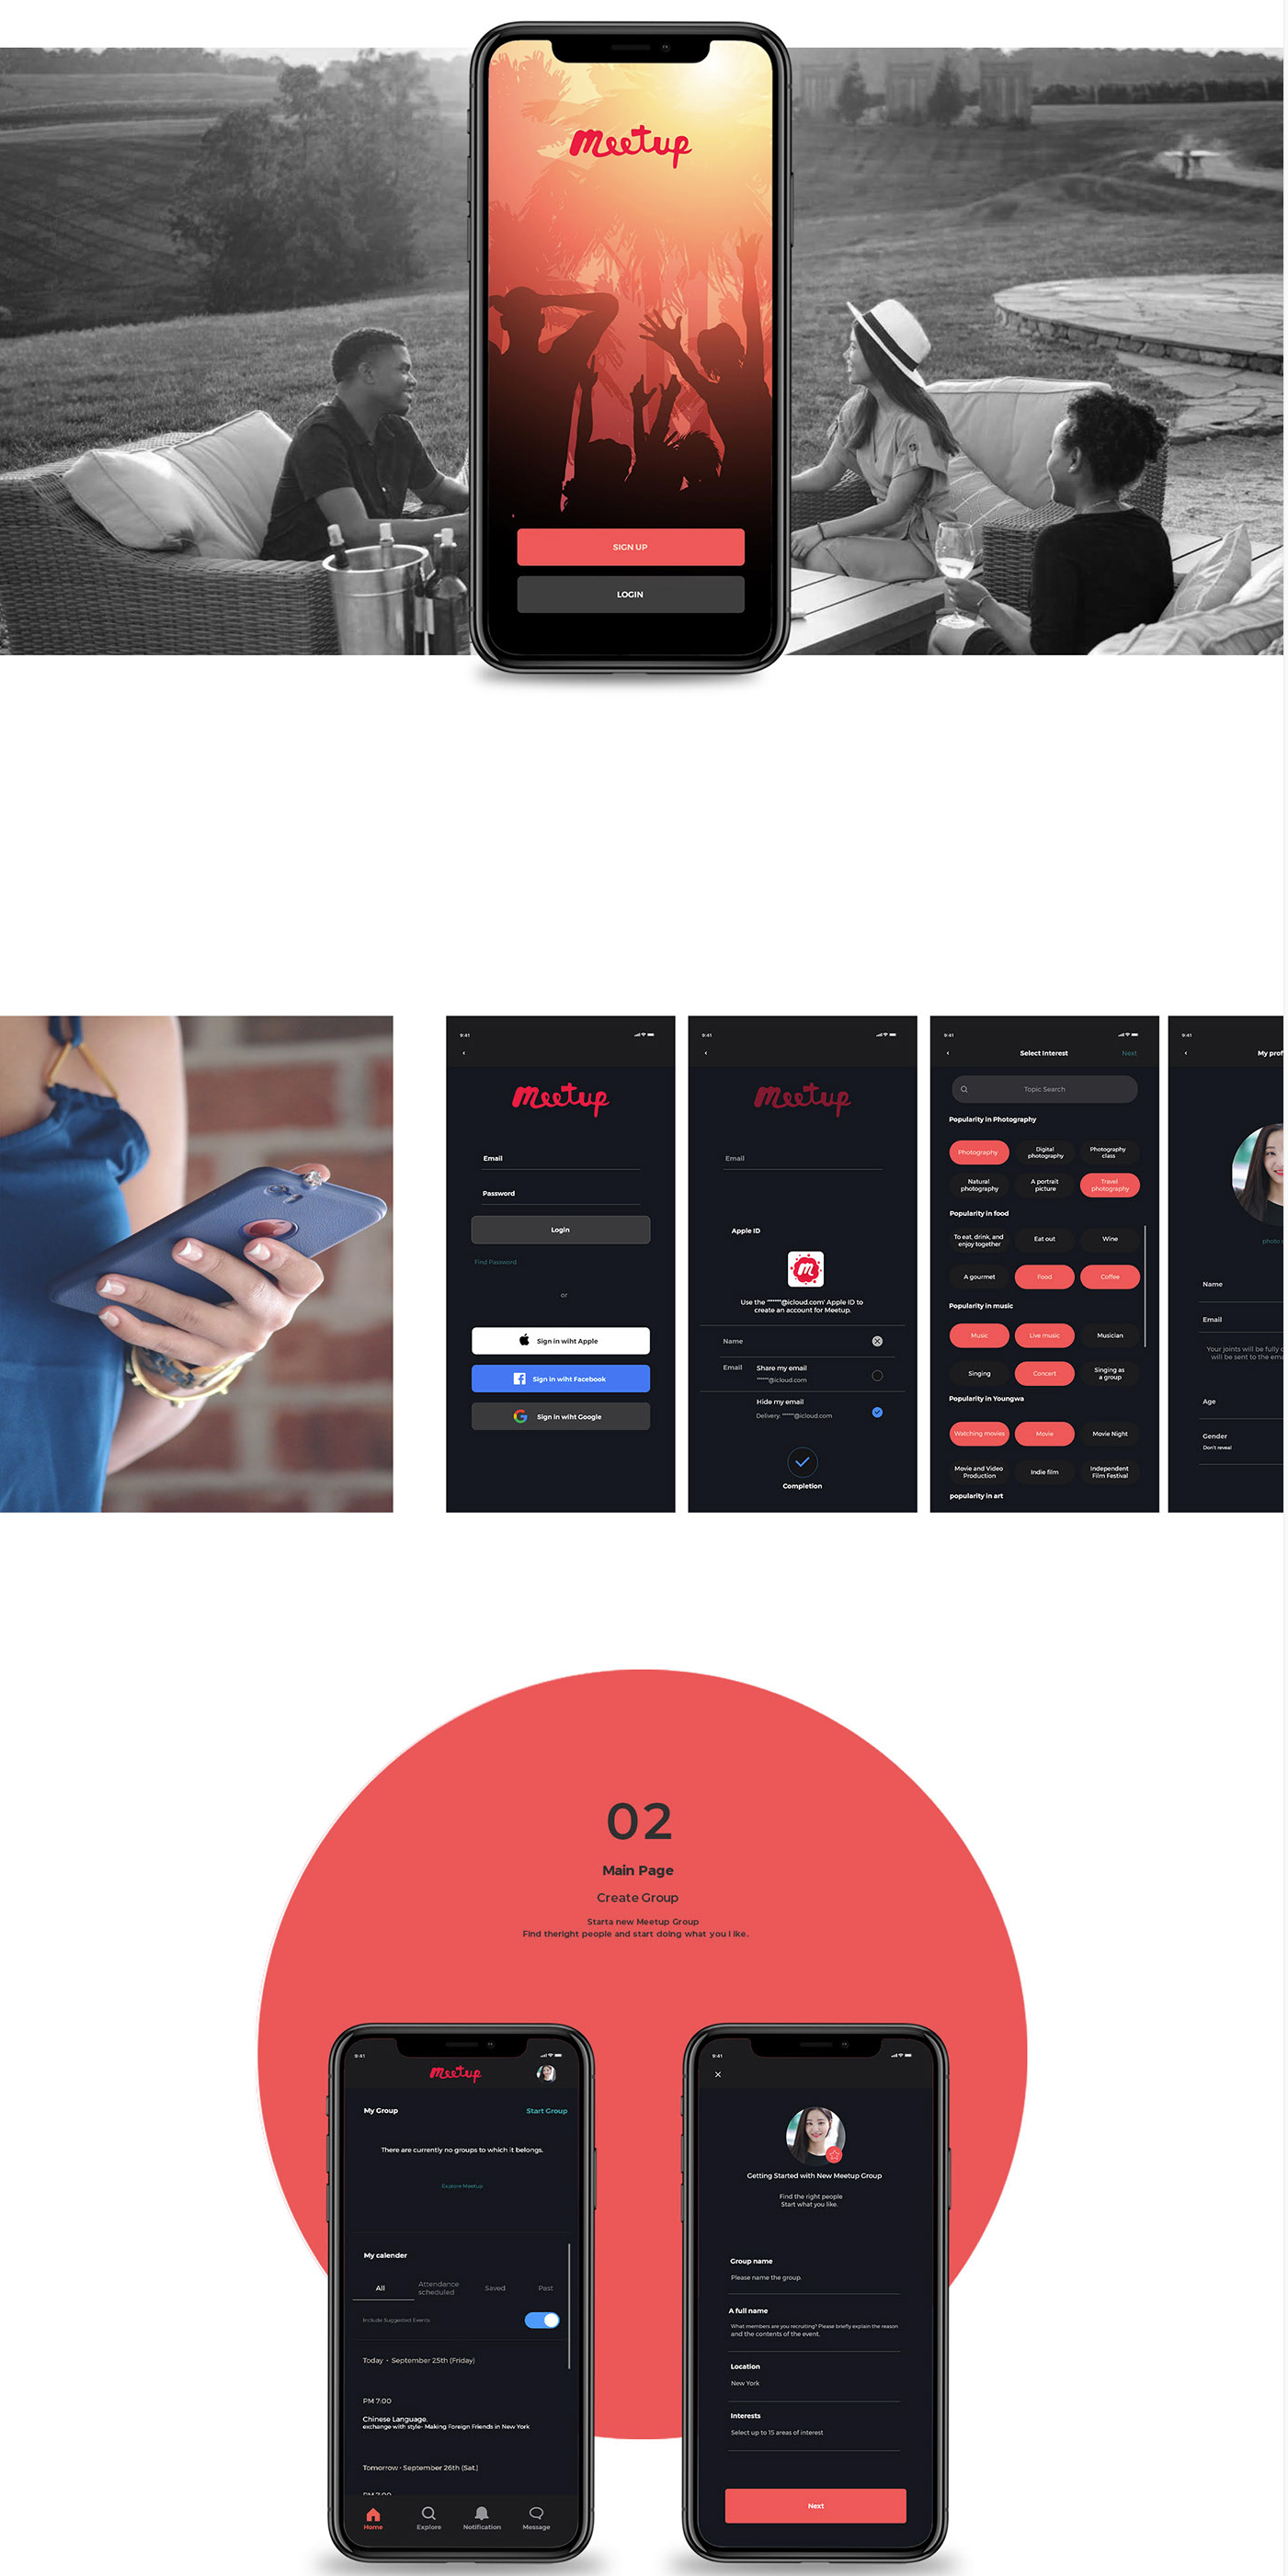 meetup
SIGN UP
LOGIN
9:41
meetup
Email
Password
Login
Find Password
or
Sign in wiht Apple
Sign in wiht Facebook
Sign in wiht Google
9:41
meetup
Email
Apple ID
m
Use the '******@icloud.com' Apple ID to
create an account for Meetup.
Name
Email
Share my email
*****@icloud.com
Hide my email
Delivery: *****@icloud.com
Completion
9:41
Select Interest
Next
Topic Search
Popularity in Photography
Photography
Digital
photography
Photography
class
Natural
photography
A portrait
picture
Travel
photography
Popularity in food
To eat, drink, and
enjoy together
Eat out
Wine
A gourmet
Food
Coffee
Popularity in music
Music
Live music
Musician
Singing
Concert
Singing as
a group
Popularity in Youngwa
Watching movies
Movie
Movie Night
Movie and Video
Production
Indie film
Independent
Film Festival
popularity in art
9:41
My prof
photo
Name
Email
Your joints will be fully
will be sent to the ema
Age
Gender
Don't reveal
02
Main Page
Create Group
Starta new Meetup Group
Find theright people and start doing what you l ike.
9:41
meetup
My Group
Start Group
There are currently no groups to which it belongs.
Explore Meetup
My calender
All
Attendance
scheduled
Saved
Past
Include Suggested Events
Today • September 25th (Friday)
PM 7:00
Chinese Language.
exchange with style- Making Foreign Friends in New York
Tomorrow • September 26th (Sat.)
PM 7:00
Home
Explore
Notification
Message
9:41
Getting Started with New Meetup Group
Find the right people
Start what you like.
Group name
Please name the group.
A full name
What members are you recruiting? Please briefly explain the reason
and the contents of the event.
Location
New York
Interests
Select up to 15 areas of interest
Next